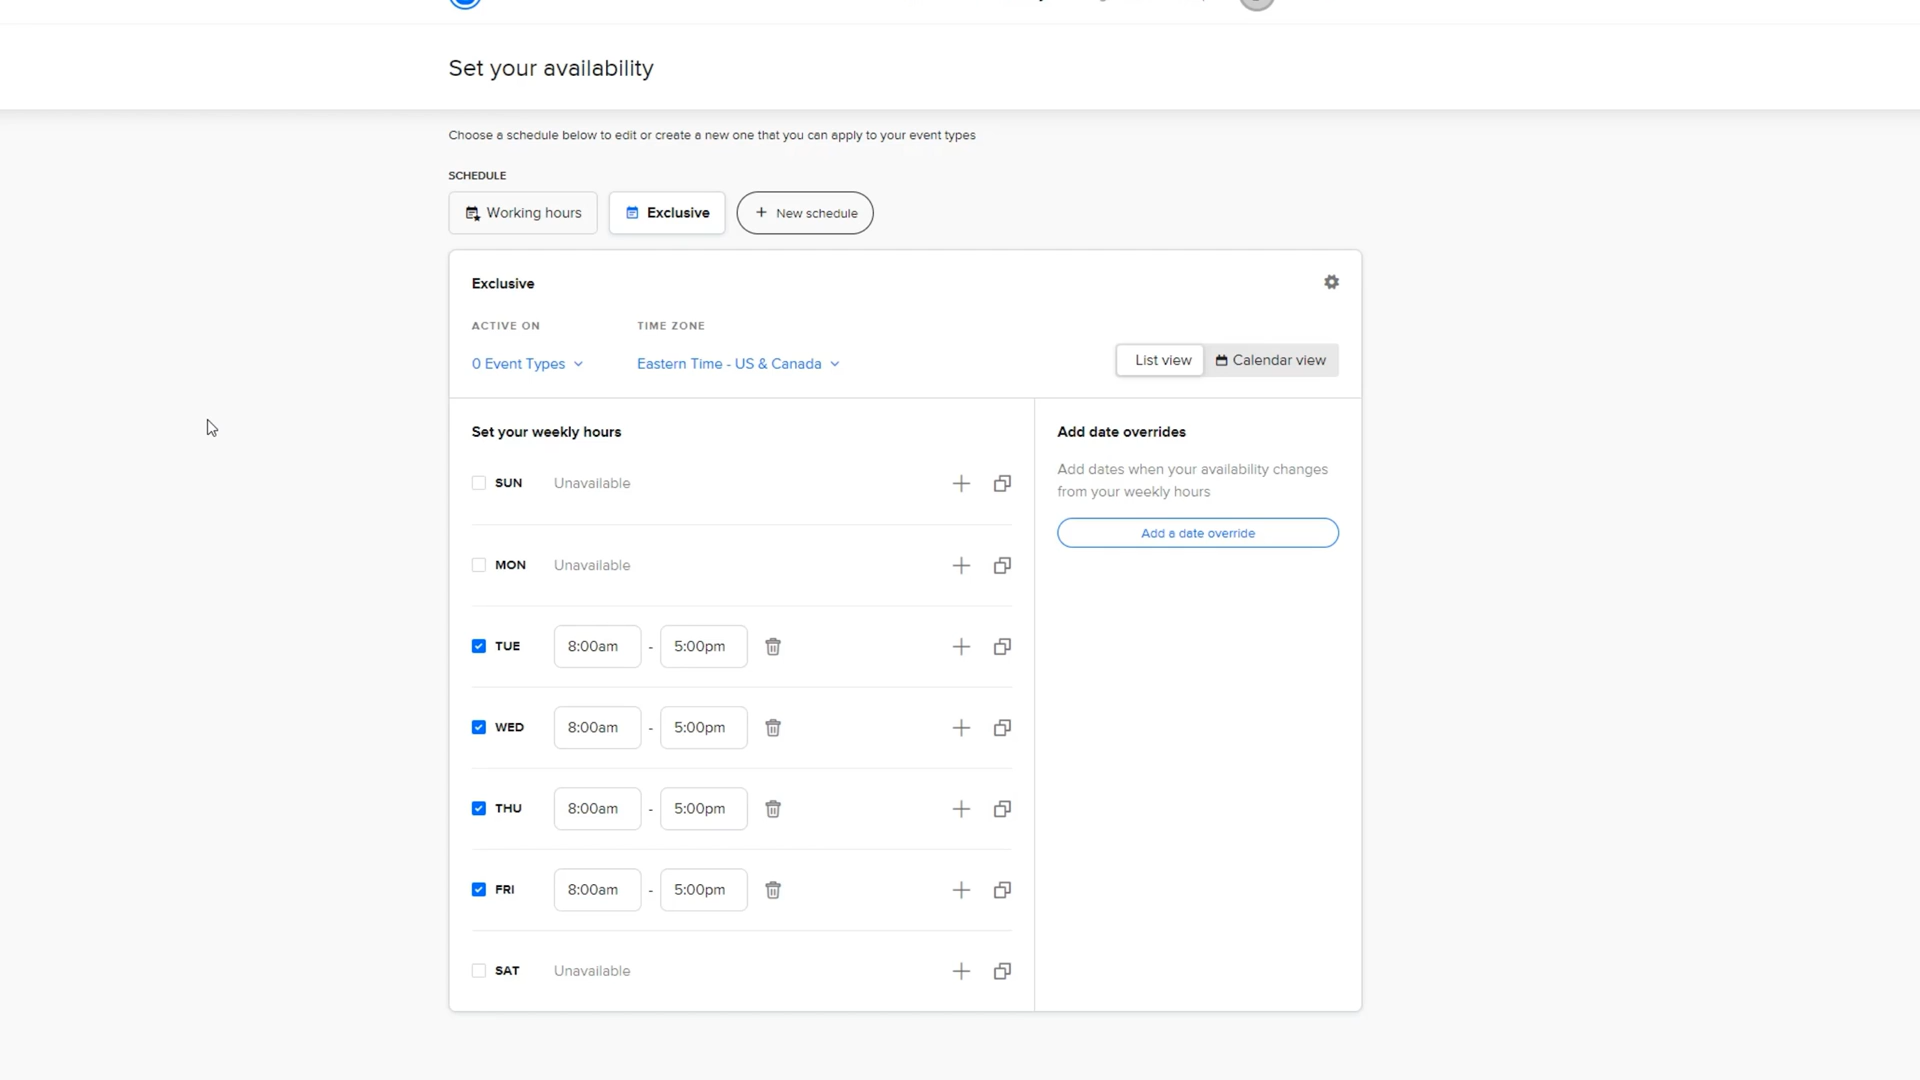 Set your availability
Choose a schedule below to edit or create a new one that you can apply to your event types
SCHEDULE
Working hours
Exclusive
+ New schedule
Exclusive
ACTIVE ON
TIME ZONE
0 Event Types
Eastern Time - US & Canada
List view
Calendar view
Set your weekly hours
Add date overrides
Add dates when your availability changes
from your weekly hours
Add a date override
SUN Unavailable
MON Unavailable
TUE 8:00am - 5:00pm
WED 8:00am - 5:00pm
THU 8:00am - 5:00pm
FRI 8:00am - 5:00pm
SAT Unavailable